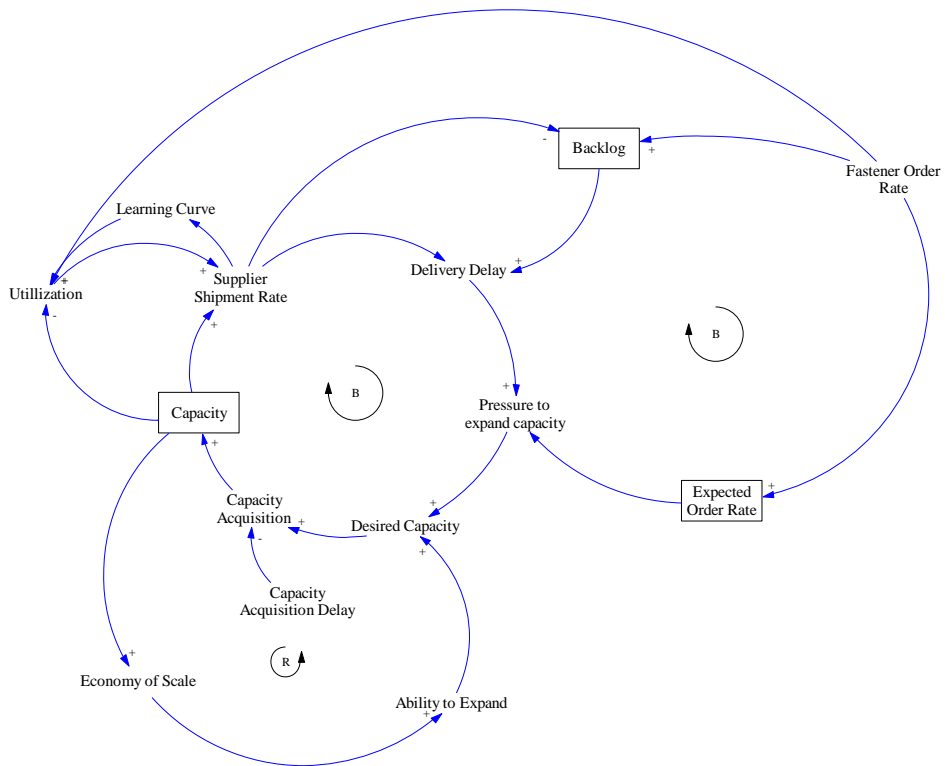 -
Backlog
+
Fastener Order
Rate
Learning Curve
+
Supplier
Shipment Rate
Delivery Delay
+
Utillization
+
+
-
+
B
B
+
Pressure to
expand capacity
Capacity
+
Expected
Order Rate
+
Capacity
Acquisition
+
Desired Capacity
+
-
+
Capacity
Acquisition Delay
R
+
Economy of Scale
Ability to Expand
+